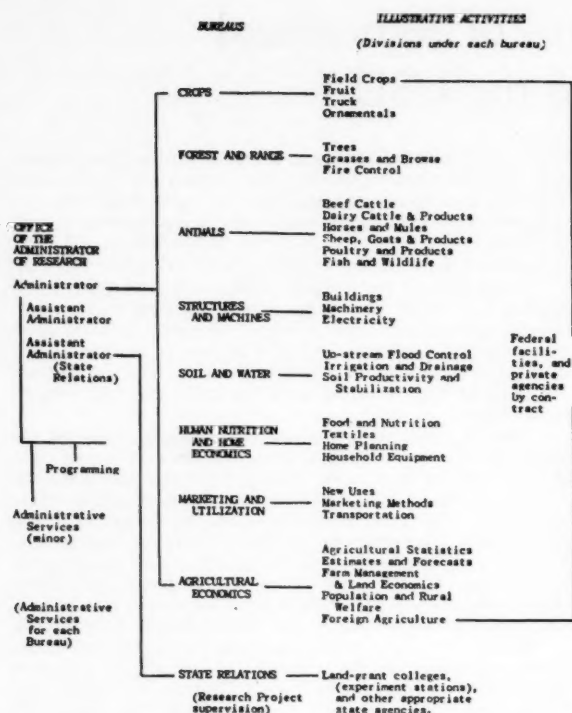 BUREAUS
ILLUSTRATIVE ACTIVITIES
(Divisions under each bureau)
OFFICE
OF THE
ADMINISTRATOR
OF RESEARCH
Administrator
Assistant
Administrator
Assistant
Administrator
(State
Relations)
Programming
Administrative
Services
(minor)
(Administrative
Services
for each
Bureau)
CROPS
Field Crops
Fruit
Truck
Ornamentals
FOREST AND RANGE
Trees
Grasses and Browse
Fire Control
ANIMALS
Beef Cattle
Dairy Cattle & Products
Horses and Mules
Sheep, Goats & Products
Poultry and Products
Fish and Wildlife
STRUCTURES
AND MACHINES
Buildings
Machinery
Electricity
SOIL AND WATER
Up-stream Flood Control
Irrigation and Drainage
Soil Productivity and
Stabilization
HUMAN NUTRITION
AND HOME
ECONOMICS
Food and Nutrition
Textiles
Home Planning
Household Equipment
MARKETING AND
UTILIZATION
New Uses
Marketing Methods
Transportation
AGRICULTURAL
ECONOMICS
Agricultural Statistics
Estimates and Forecasts
Farm Management
& Land Economics
Population and Rural
Welfare
Foreign Agriculture
Federal
facili-
ties, and
private
agencies
by con-
tract
STATE RELATIONS
(Research Project
supervision)
Land-grant colleges,
(experiment stations),
and other appropriate
state agencies.